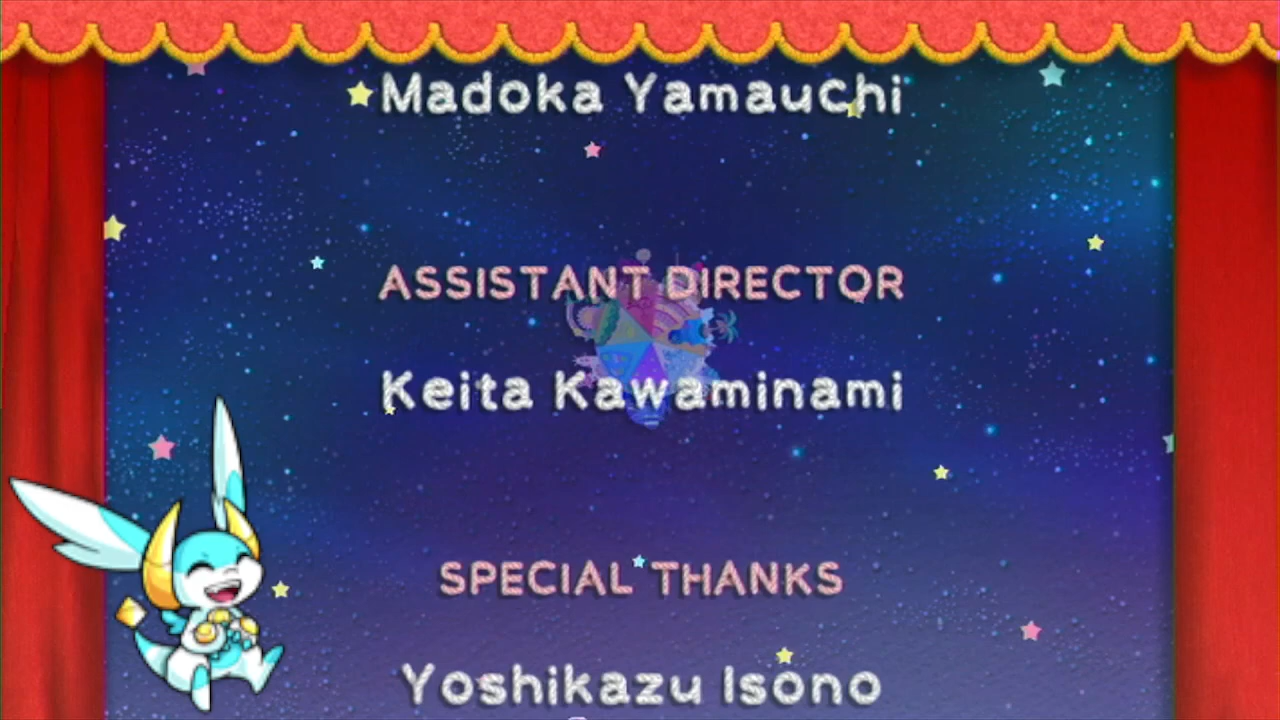 Madoka Yamauchi
ASSISTANT DIRECTOR
Keita Kawaminami
SPECIAL THANKS
Yoshikazu Isono